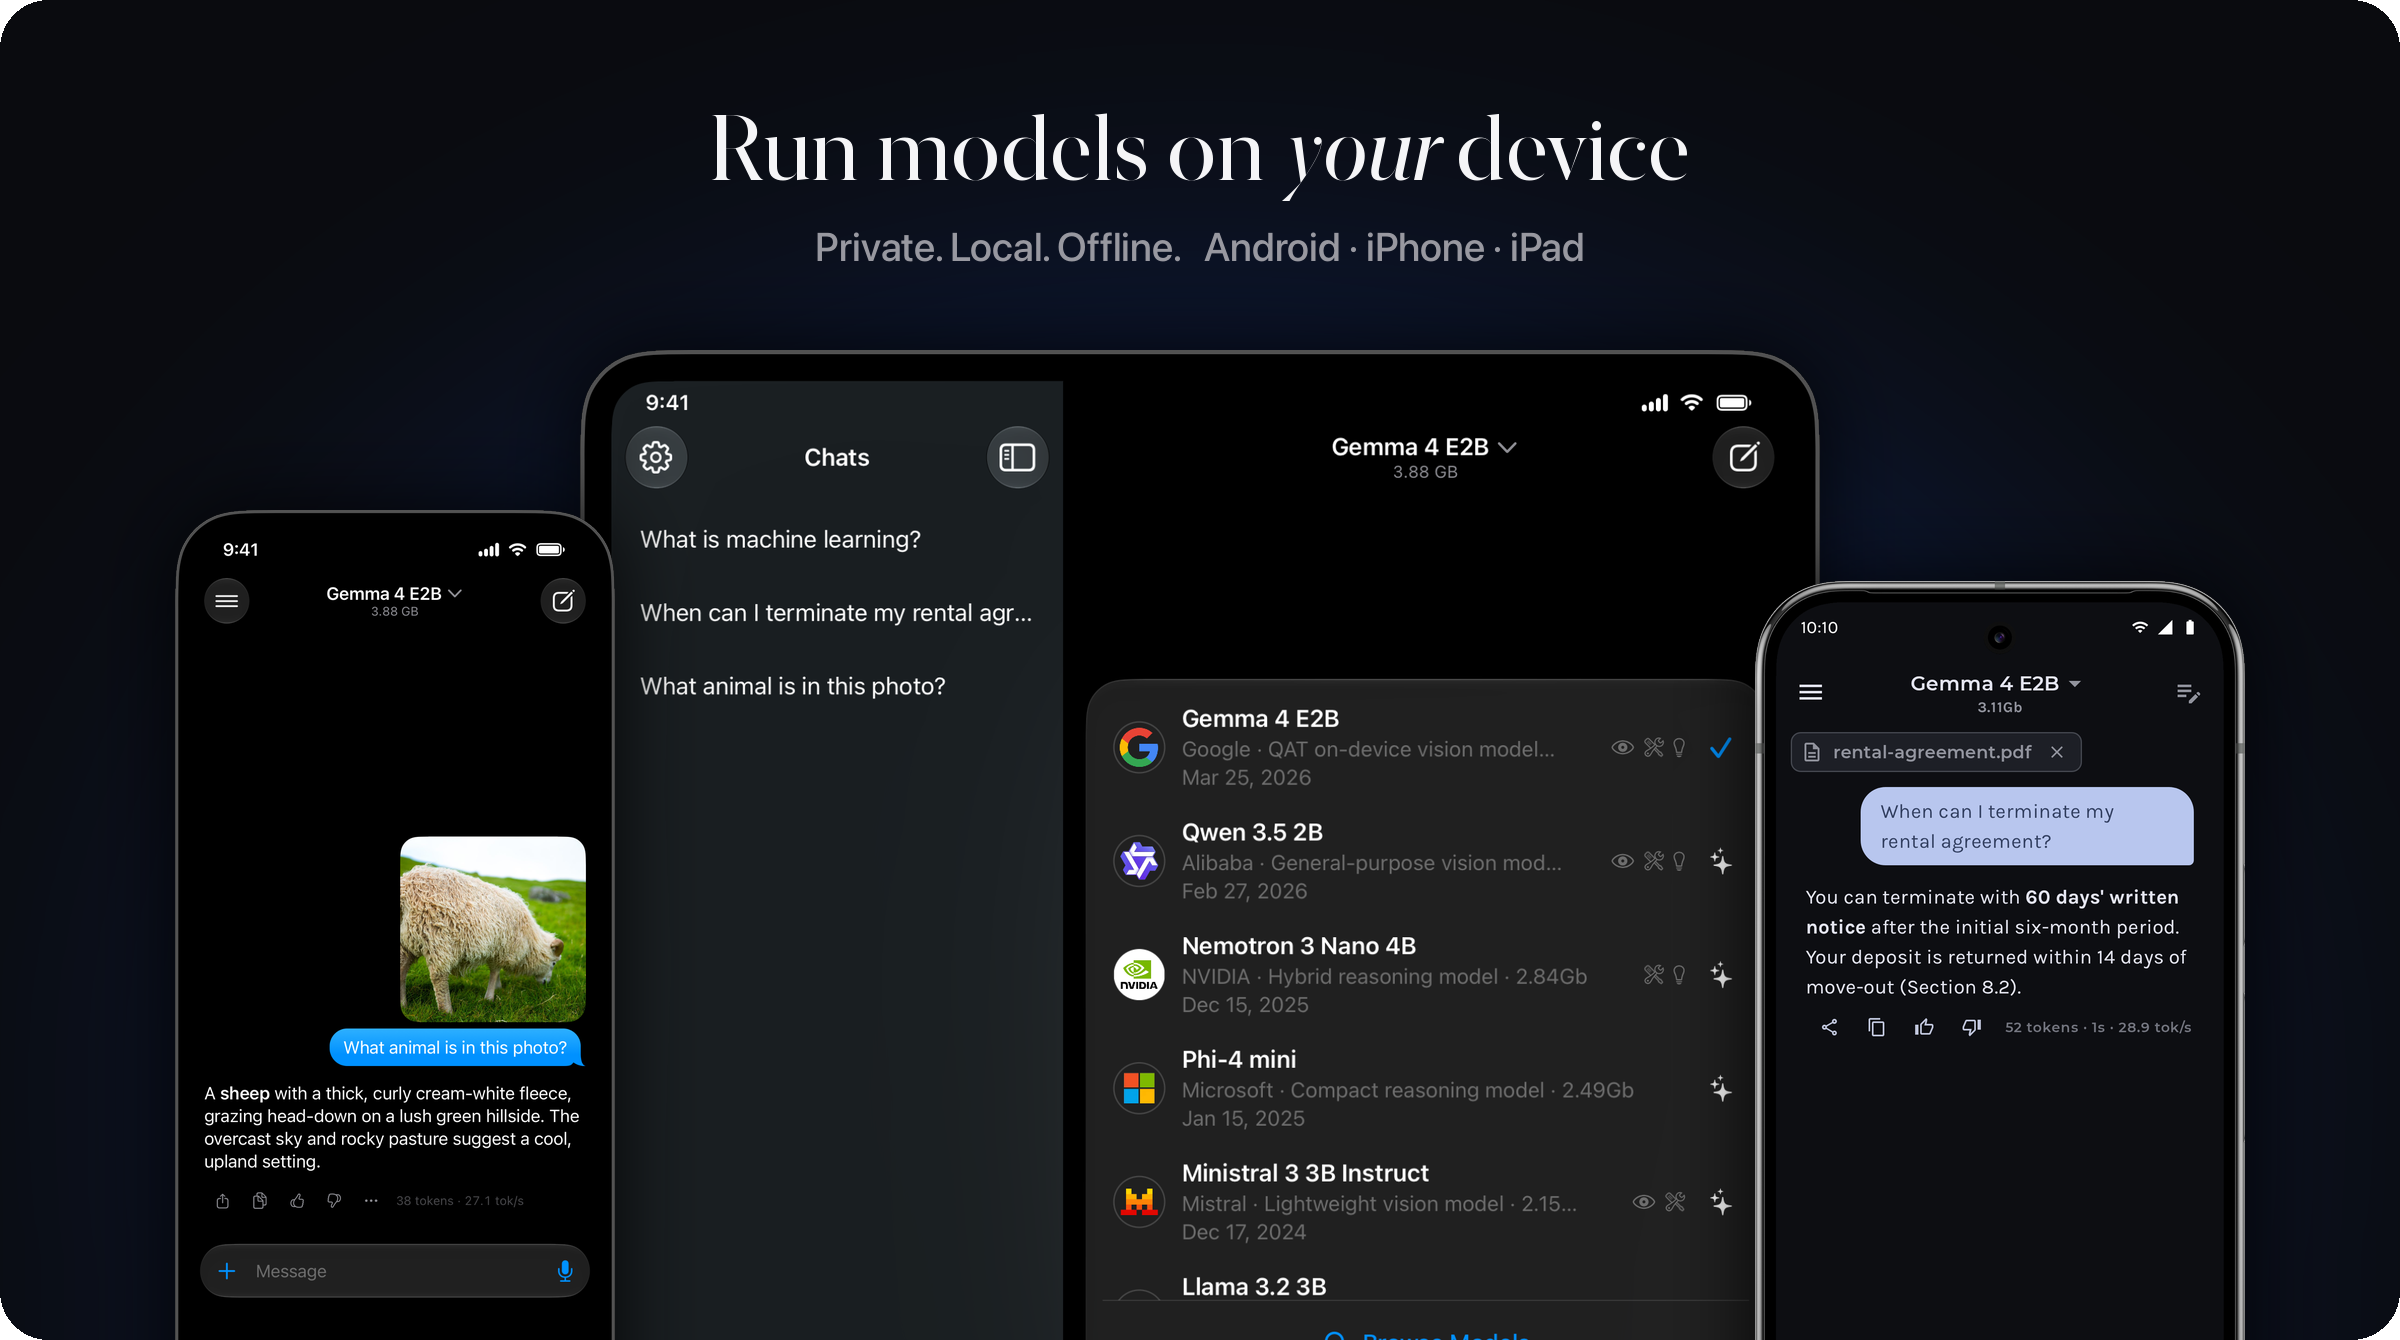 Run models on your device
Private. Local. Offline. Android · iPhone · iPad
9:41
Chats
What is machine learning?
When can I terminate my rental agr...
What animal is in this photo?
Gemma 4 E2B
3.88 GB
Gemma 4 E2B
Google · QAT on-device vision model...
Mar 25, 2026
Qwen 3.5 2B
Alibaba · General-purpose vision mod...
Feb 27, 2026
Nemotron 3 Nano 4B
NVIDIA · Hybrid reasoning model · 2.84Gb
Dec 15, 2025
NVIDIA
Phi-4 mini
Microsoft · Compact reasoning model · 2.49Gb
Jan 15, 2025
Ministral 3 3B Instruct
Mistral · Lightweight vision model · 2.15...
Dec 17, 2024
Llama 3.2 3B
Browse Models
9:41
Gemma 4 E2B
3.88 GB
What animal is in this photo?
A sheep with a thick, curly cream-white fleece,
grazing head-down on a lush green hillside. The
overcast sky and rocky pasture suggest a cool,
upland setting.
38 tokens · 27.1 tok/s
Message
10:10
Gemma 4 E2B
3.11Gb
rental-agreement.pdf
When can I terminate my
rental agreement?
You can terminate with 60 days' written
notice after the initial six-month period.
Your deposit is returned within 14 days of
move-out (Section 8.2).
52 tokens · 1s · 28.9 tok/s